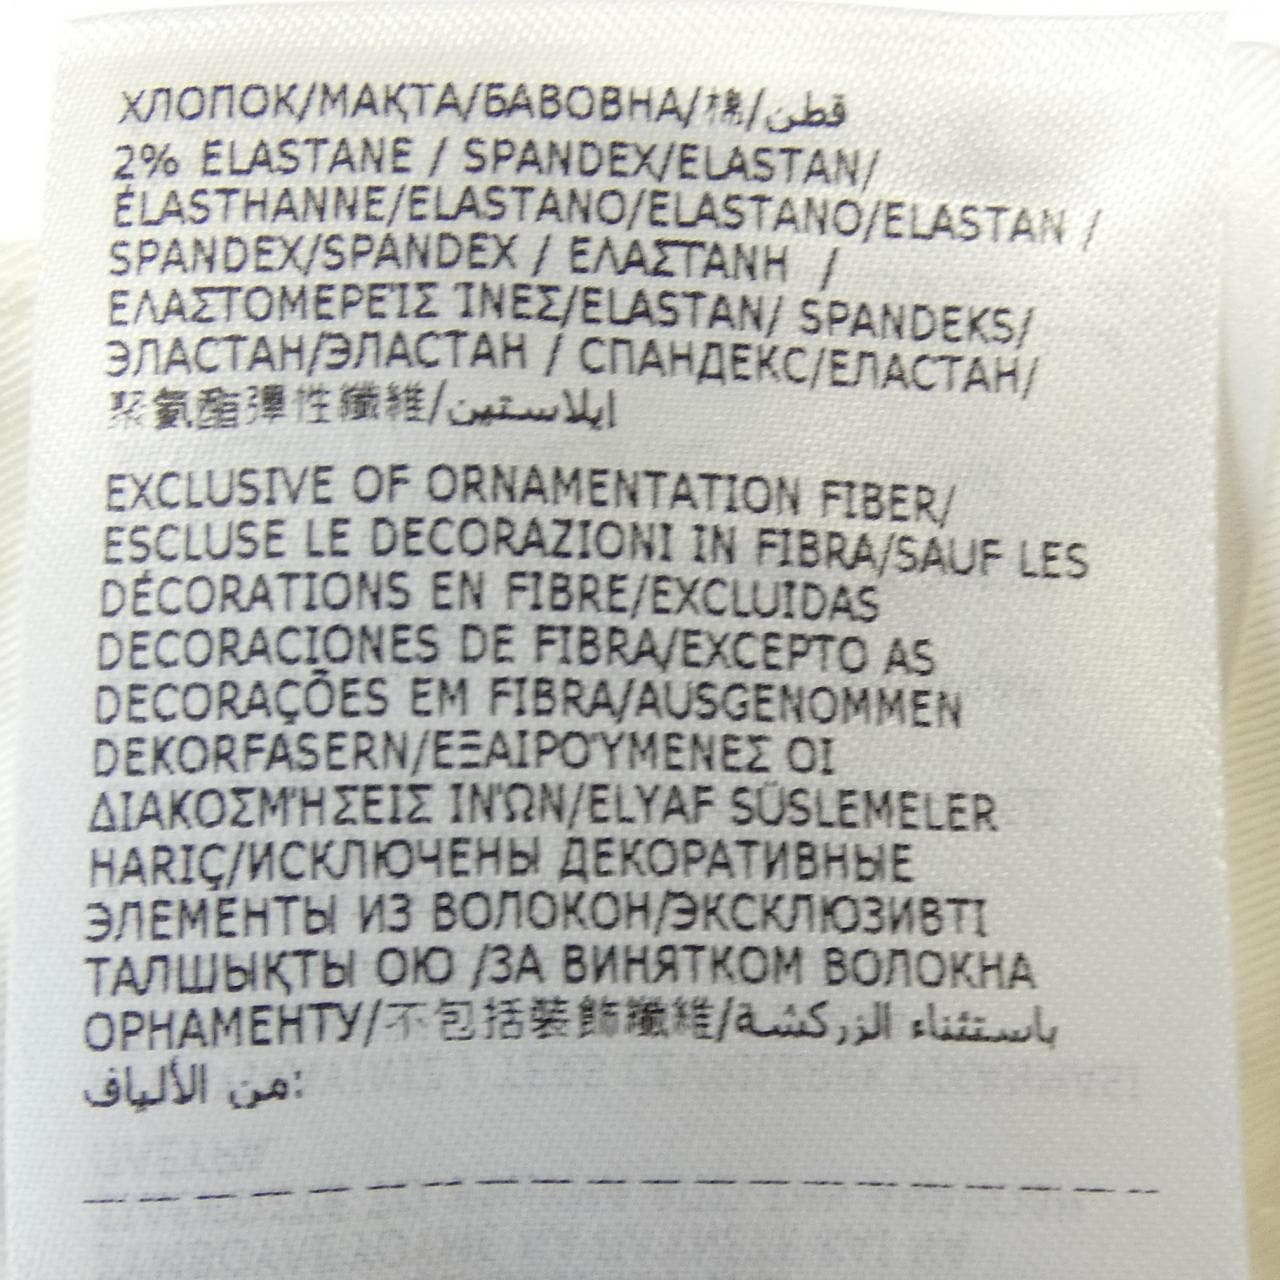 ХЛОПОК/МАҚТА/БАВОВНА/棉/قطن
2% ELASTANE / SPANDEX/ELASTAN/
ÉLASTHANNE/ELASTANO/ELASTANO/ELASTAN /
SPANDEX/SPANDEX / ΕΛΑΣΤΑΝΗ /
ΕΛΑΣΤΟΜΕΡΕΊΣ ΊΝΕΣ/ELASTAN/ SPANDEKS/
ЭЛАСТАН/ЭЛАСТАН / СПАНДЕКС/ЕЛАСТАН/
聚氨酯彈性纖維/ايلاستين
EXCLUSIVE OF ORNAMENTATION FIBER/
ESCLUSE LE DECORAZIONI IN FIBRA/SAUF LES
DÉCORATIONS EN FIBRE/EXCLUIDAS
DECORACIONES DE FIBRA/EXCEPTO AS
DECORAÇÕES EM FIBRA/AUSGENOMMEN
DEKORFASERN/ΕΞΑΙΡΟΎΜΕΝΕΣ ΟΙ
ΔΙΑΚΟΣΜΉΣΕΙΣ ΙΝΏΝ/ELYAF SÜSLEMELER
HARIÇ/ИСКЛЮЧЕНЫ ДЕКОРАТИВНЫЕ
ЭЛЕМЕНТЫ ИЗ ВОЛОКОН/ЭКСКЛЮЗИВТІ
ТАЛШЫҚТЫ ОЮ /ЗА ВИНЯТКОМ ВОЛОКНА
ОРНАМЕНТУ/不包括裝飾纖維/باستثناء الزركشة
من الألياف: